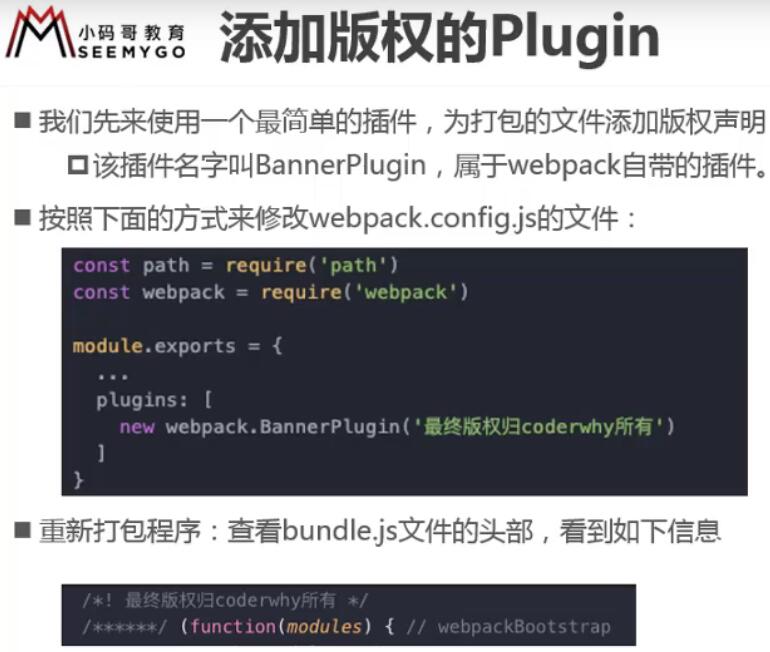 小码哥教育
SEEMYGO
添加版权的Plugin
■ 我们先来使用一个最简单的插件，为打包的文件添加版权声明
该插件名字叫BannerPlugin，属于webpack自带的插件。
■ 按照下面的方式来修改webpack.config.js的文件：
const path = require('path')
const webpack = require('webpack')
module.exports = {
...
plugins: [
new webpack.BannerPlugin('最终版权归coderwhy所有')
]
}
■ 重新打包程序：查看bundle.js文件的头部，看到如下信息
/*! 最终版权归coderwhy所有 */
/******/ (function(modules) { // webpackBootstrap